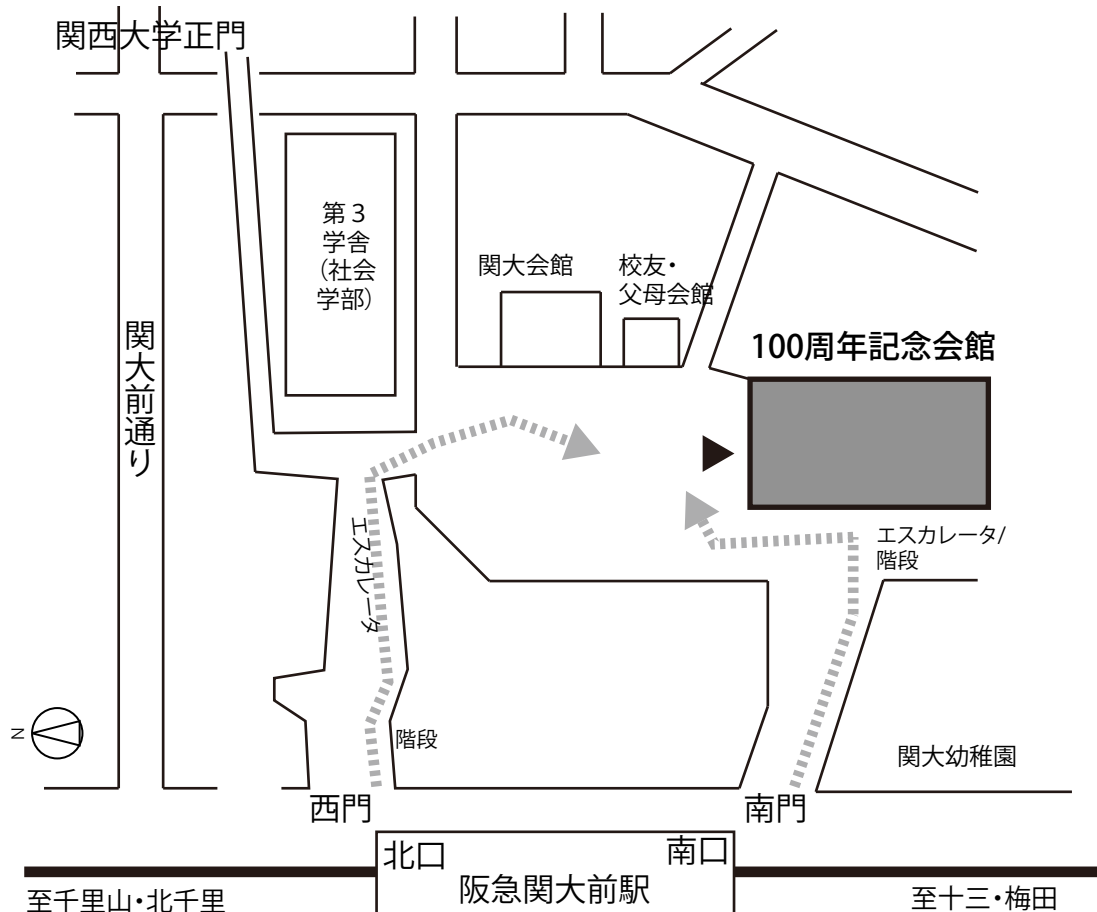 関西大学正門
第３
学舎
（社会
学部）
関大会館
校友・
父母会館
100周年記念会館
関大前通り
エスカレータ
エスカレータ/
階段
N
階段
関大幼稚園
西門
南門
北口
南口
阪急関大前駅
至千里山・北千里
至十三・梅田